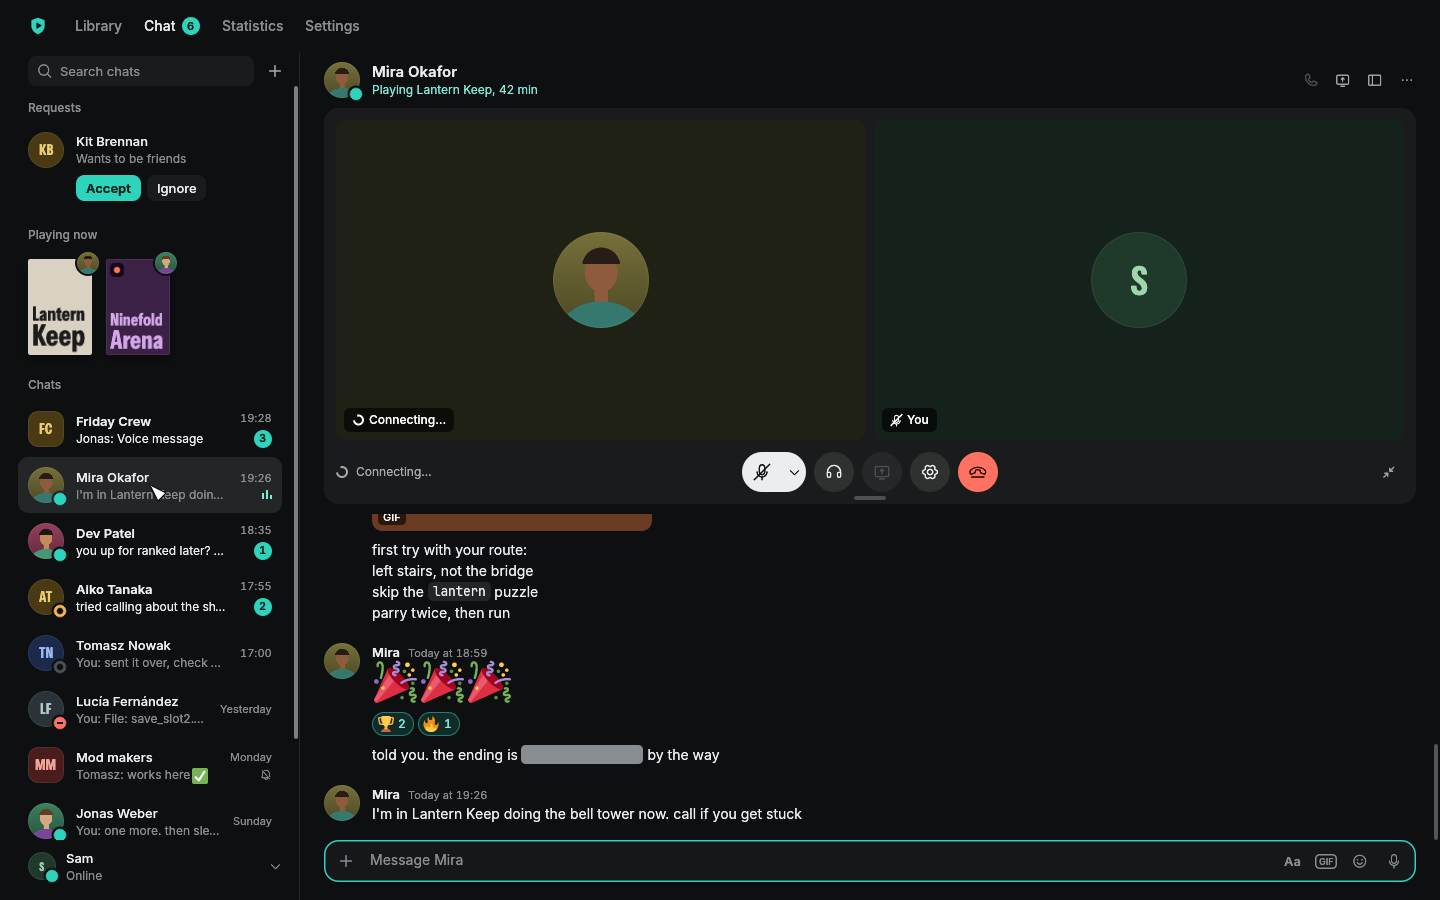 Library
Chat 6
Statistics
Settings
Search chats
Requests
KB
Kit Brennan
Wants to be friends
Accept
Ignore
Playing now
Lantern
Keep
Ninefold
Arena
Chats
FC
Friday Crew
19:28
Jonas: Voice message
3
Mira Okafor
19:26
I'm in Lantern Keep doin...
Dev Patel
18:35
you up for ranked later? ...
1
AT
Aiko Tanaka
17:55
tried calling about the sh...
2
TN
Tomasz Nowak
17:00
You: sent it over, check ...
LF
Lucía Fernández
Yesterday
You: File: save_slot2....
MM
Mod makers
Monday
Tomasz: works here
Jonas Weber
Sunday
You: one more. then sle...
S
Sam
Online
Mira Okafor
Playing Lantern Keep, 42 min
S
Connecting...
You
Connecting...
GIF
first try with your route:
left stairs, not the bridge
skip the lantern puzzle
parry twice, then run
Mira Today at 18:59
2
1
told you. the ending is
by the way
Mira Today at 19:26
I'm in Lantern Keep doing the bell tower now. call if you get stuck
Message Mira
Aa
GIF